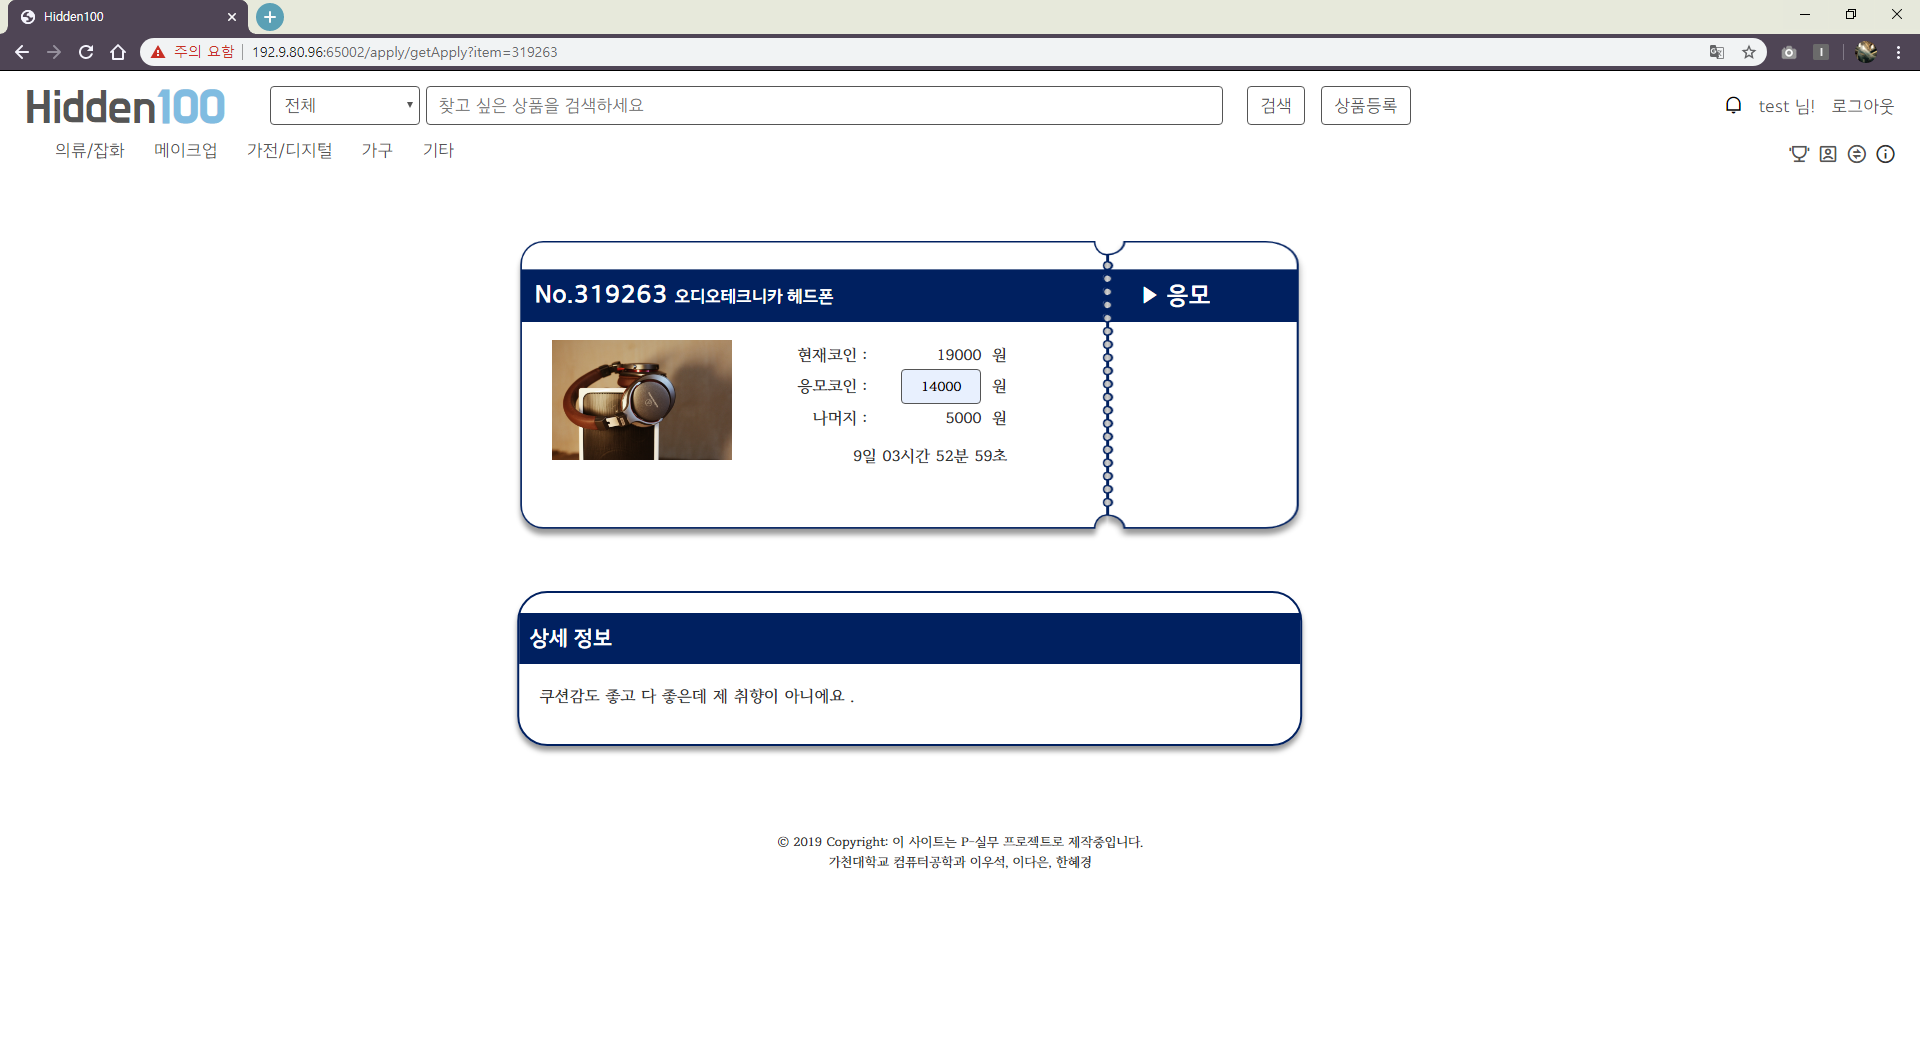 Hidden100
주의 요함 192.9.80.96:65002/apply/getApply?item=319263
Hidden100 전체 찾고 싶은 상품을 검색하세요 검색 상품등록 test 님! 로그아웃
의류/잡화 메이크업 가전/디지털 가구 기타
No.319263 오디오테크니카 헤드폰 ▶ 응모
현재코인 : 19000 원
응모코인 : 14000 원
나머지 : 5000 원
9일 03시간 52분 59초
상세 정보
쿠션감도 좋고 다 좋은데 제 취향이 아니에요 .
© 2019 Copyright: 이 사이트는 P-실무 프로젝트로 제작중입니다.
가천대학교 컴퓨터공학과 이우석, 이다은, 한혜경